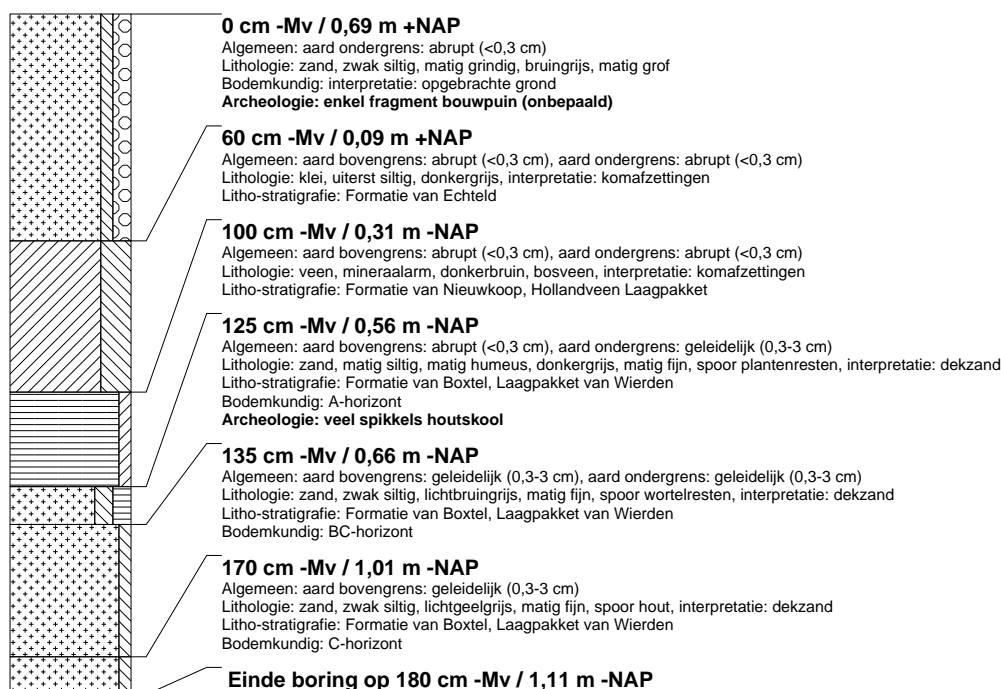 0 cm -Mv / 0,69 m +NAP
Algemeen: aard ondergrens: abrupt (<0,3 cm)
Lithologie: zand, zwak siltig, matig grindig, bruingrijs, matig grof
Bodemkundig: interpretatie: opgebrachte grond
Archeologie: enkel fragment bouwpuin (onbepaald)
60 cm -Mv / 0,09 m +NAP
Algemeen: aard bovengrens: abrupt (<0,3 cm), aard ondergrens: abrupt (<0,3 cm)
Lithologie: klei, uiterst siltig, donkergrijs, interpretatie: komafzettingen
Litho-stratigrafie: Formatie van Echteld
100 cm -Mv / 0,31 m -NAP
Algemeen: aard bovengrens: abrupt (<0,3 cm), aard ondergrens: abrupt (<0,3 cm)
Lithologie: veen, mineraalarm, donkerbruin, bosveen, interpretatie: komafzettingen
Litho-stratigrafie: Formatie van Nieuwkoop, Hollandveen Laagpakket
125 cm -Mv / 0,56 m -NAP
Algemeen: aard bovengrens: abrupt (<0,3 cm), aard ondergrens: geleidelijk (0,3-3 cm)
Lithologie: zand, matig siltig, matig humeus, donkergrijs, matig fijn, spoor plantenresten, interpretatie: dekzand
Litho-stratigrafie: Formatie van Boxtel, Laagpakket van Wierden
Bodemkundig: A-horizont
Archeologie: veel spikkels houtskool
135 cm -Mv / 0,66 m -NAP
Algemeen: aard bovengrens: geleidelijk (0,3-3 cm), aard ondergrens: geleidelijk (0,3-3 cm)
Lithologie: zand, zwak siltig, lichtbruingrijs, matig fijn, spoor wortelresten, interpretatie: dekzand
Litho-stratigrafie: Formatie van Boxtel, Laagpakket van Wierden
Bodemkundig: BC-horizont
170 cm -Mv / 1,01 m -NAP
Algemeen: aard bovengrens: geleidelijk (0,3-3 cm)
Lithologie: zand, zwak siltig, lichtgeelgrijs, matig fijn, spoor hout, interpretatie: dekzand
Litho-stratigrafie: Formatie van Boxtel, Laagpakket van Wierden
Bodemkundig: C-horizont
Einde boring op 180 cm -Mv / 1,11 m -NAP